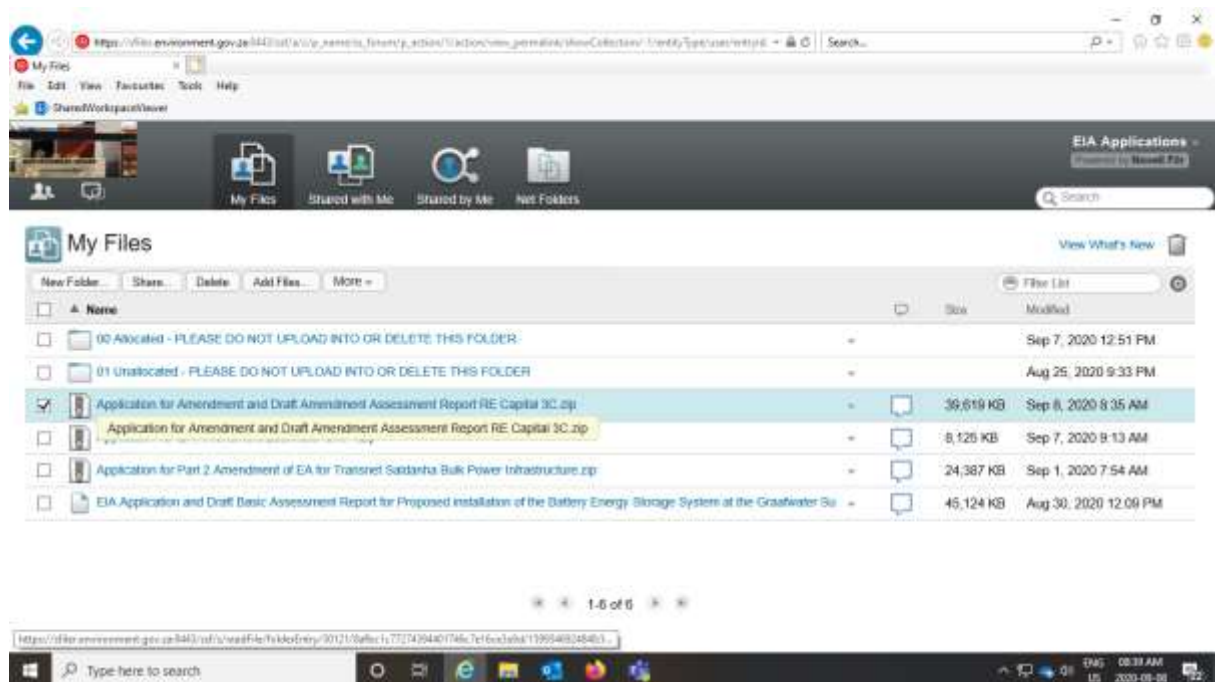 Search...
My Files
File Edit View Favourites Tools Help
SharedWorkspaceViewer
EIA Applications
My Files Shared with Me Shared by Me Net Folders
Search
My Files
View What's New
New Folder... Share... Delete Add Files... More
Filter List
Name Size Modified
00 Allocated - PLEASE DO NOT UPLOAD INTO OR DELETE THIS FOLDER Sep 7, 2020 12:51 PM
01 Unallocated - PLEASE DO NOT UPLOAD INTO OR DELETE THIS FOLDER Aug 25, 2020 9:33 PM
Application for Amendment and Draft Amendment Assessment Report RE Capital 3C.zip 39,619 KB Sep 8, 2020 8:35 AM
Application for Amendment and Draft Amendment Assessment Report RE Capital 3C.zip
8,125 KB Sep 7, 2020 9:13 AM
Application for Part 2 Amendment of EA for Transnet Saldanha Bulk Power Infrastructure.zip 24,387 KB Sep 1, 2020 7:54 AM
EIA Application and Draft Basic Assessment Report for Proposed installation of the Battery Energy Storage System at the Graafwater Su 45,124 KB Aug 30, 2020 12:09 PM
1-6 of 6
Type here to search
ENG 08:39 AM
US 2020-09-08
22